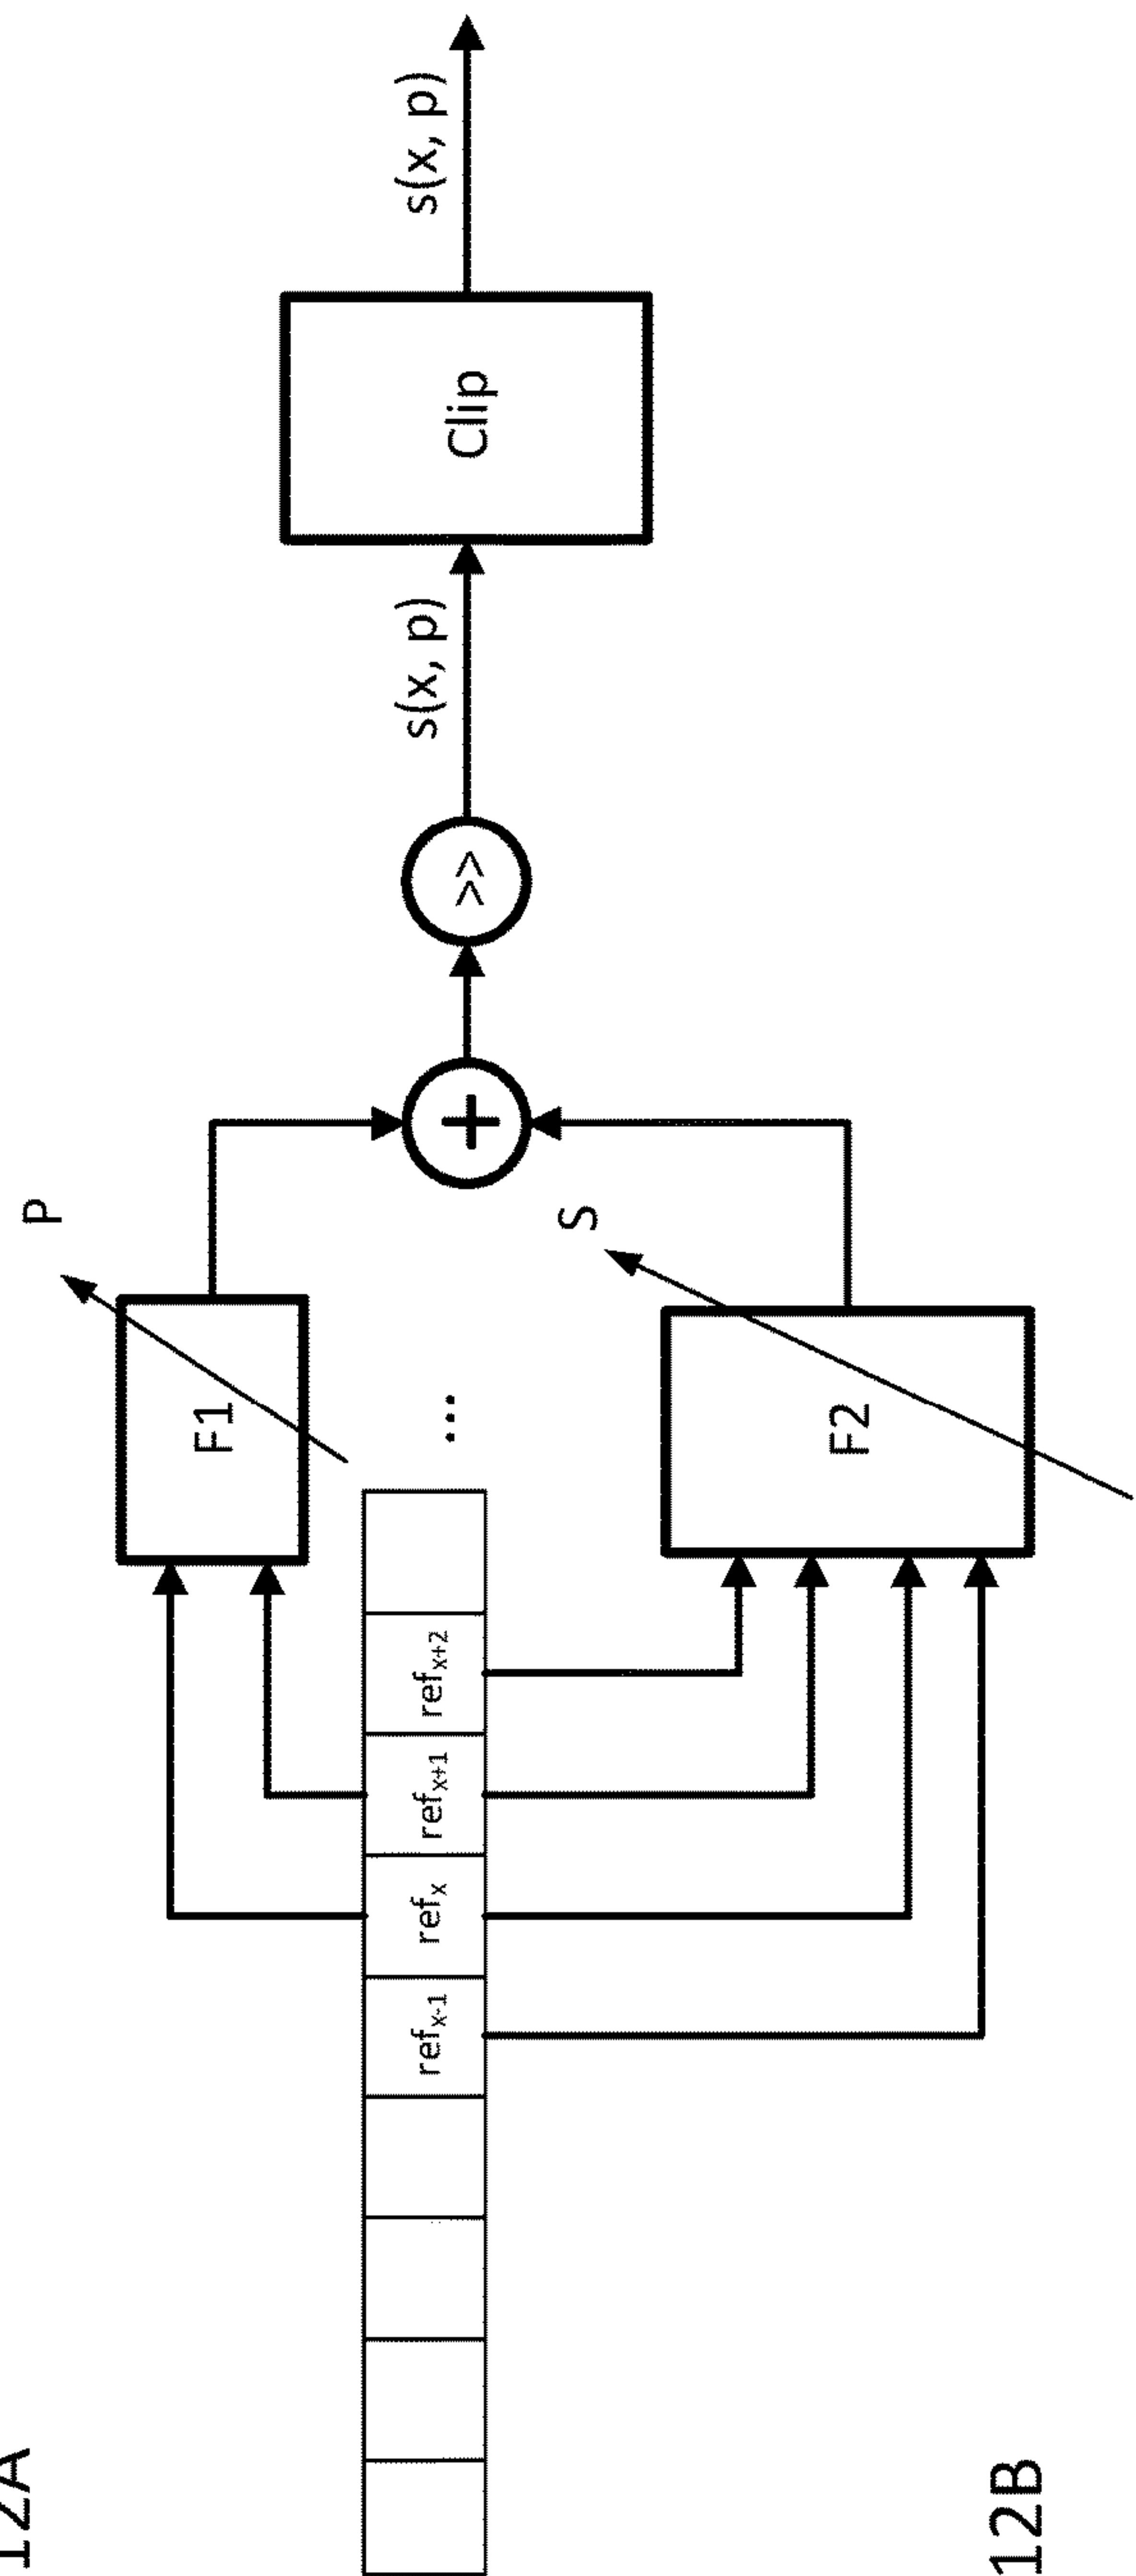 12A
P
F1
ref x-1
ref x
ref x+1
ref x+2
...
S
F2
+
>>
s(x, p)
Clip
s(x, p)
12B